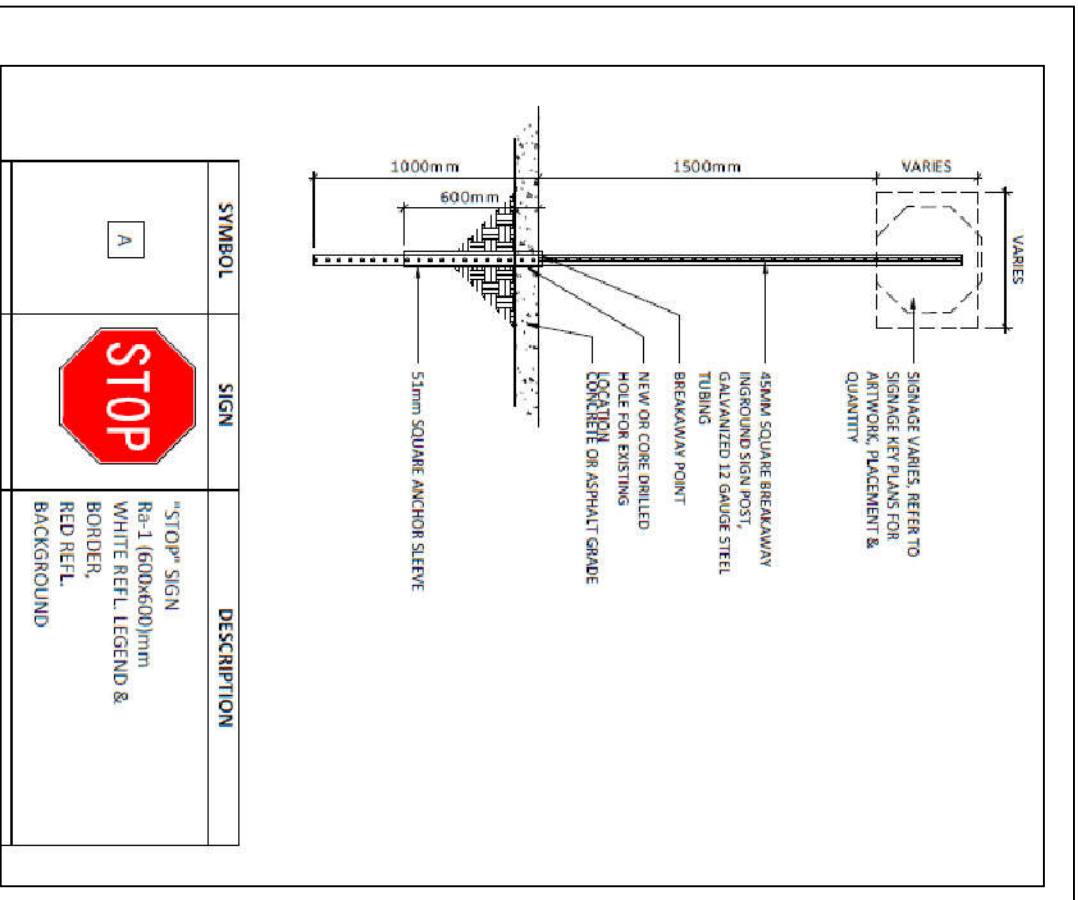 VARIES
VARIES
1500mm
1000mm
600mm
SIGNAGE VARIES, REFER TO
SIGNAGE KEY PLANS FOR
ARTWORK, PLACEMENT &
QUANTITY
45MM SQUARE BREAKAWAY
INGROUND SIGN POST,
GALVANIZED 12 GAUGE STEEL
TUBING
BREAKAWAY POINT
NEW OR CORE DRILLED
HOLE FOR EXISTING
LOCATION
CONCRETE OR ASPHALT GRADE
51mm SQUARE ANCHOR SLEEVE
SYMBOL SIGN DESCRIPTION
A
STOP
"STOP" SIGN
Ra-1 (600x600)mm
WHITE REFL. LEGEND &
BORDER,
RED REFL.
BACKGROUND